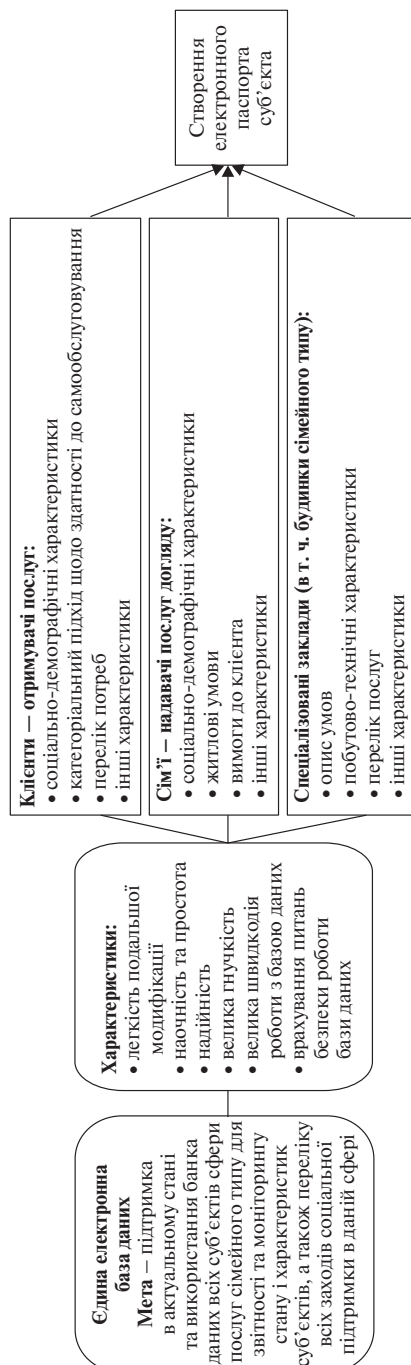 Єдина електронна
база даних
Мета — підтримка
в актуальному стані
та використання банка
даних всіх суб’єктів сфери
послуг сімейного типу для
звітності та моніторингу
стану і характеристик
суб’єктів, а також переліку
всіх заходів соціальної
підтримки в даній сфері
Характеристики:
• легкість подальшої
модифікації
• наочність та простота
• надійність
• велика гнучкість
• велика швидкодія
роботи з базою даних
• врахування питань
безпеки роботи
бази даних
Клієнти — отримувачі послуг:
• соціально-демографічні характеристики
• категоріальний підхід щодо здатності до самообслуговування
• перелік потреб
• інші характеристики
Сім’ї — надавачі послуг догляду:
• соціально-демографічні характеристики
• житлові умови
• вимоги до клієнта
• інші характеристики
Спеціалізовані заклади (в т. ч. будинки сімейного типу):
• опис умов
• побутово-технічні характеристики
• перелік послуг
• інші характеристики
Створення
електронного
паспорта
суб’єкта